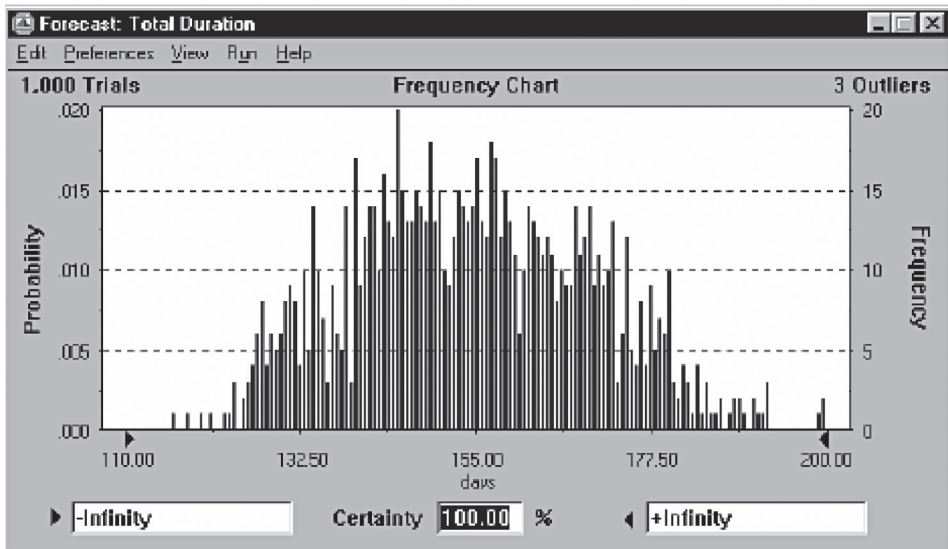 Forecast: Total Duration
Edit Preferences View Run Help
1.000 Trials Frequency Chart 3 Outliers
.020 20
.015 15
.010 10
.005 5
.000 0
Probability
Frequency
110.00 132.50 155.00 177.50 200.00
days
-Infinity Certainty 100.00 % +Infinity